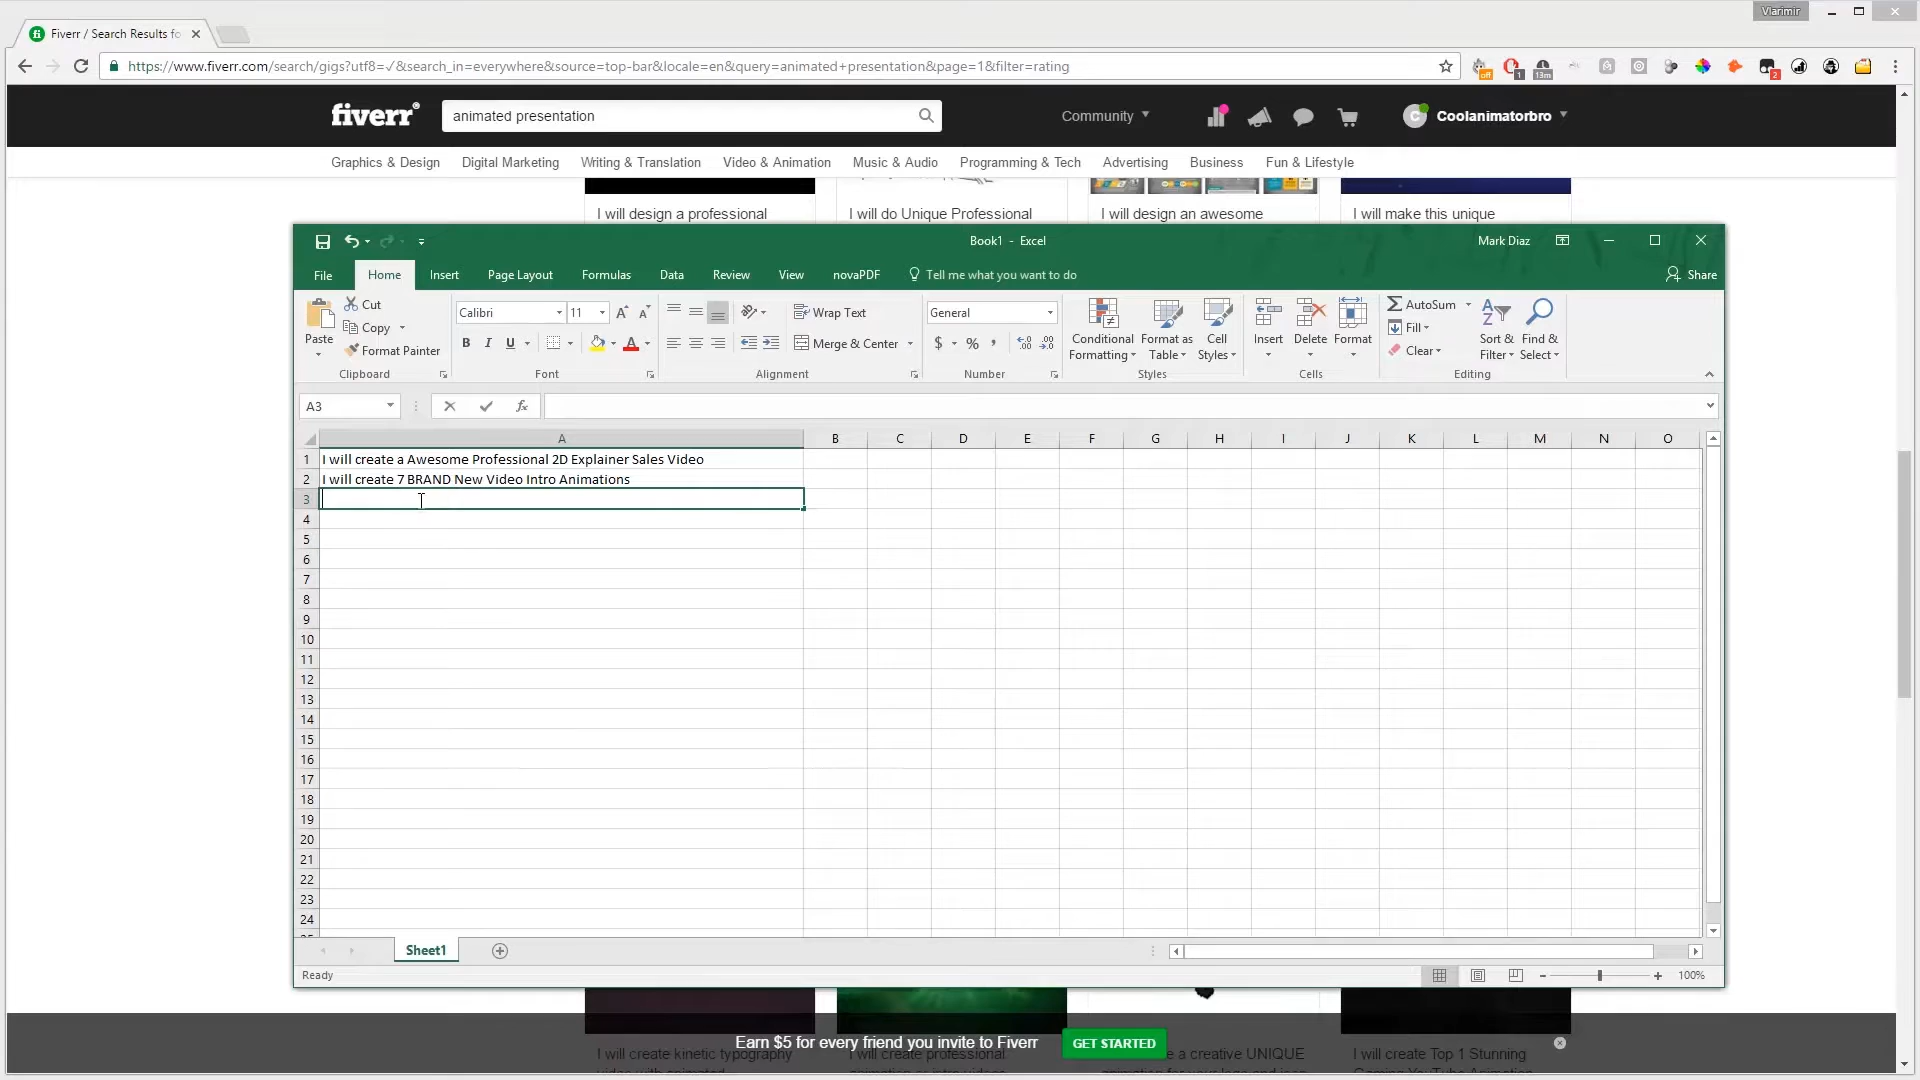 Vlarimir
Fiverr / Search Results fo
https://www.fiverr.com/search/gigs?utf8=✓&search_in=everywhere&source=top-bar&locale=en&query=animated+presentation&page=1&filter=rating
off
1
13m
2
fiverr
animated presentation
Community
C
Coolanimatorbro
Graphics & Design
Digital Marketing
Writing & Translation
Video & Animation
Music & Audio
Programming & Tech
Advertising
Business
Fun & Lifestyle
I will design a professional
I will do Unique Professional
I will design an awesome
I will make this unique
Book1 - Excel
Mark Diaz
File
Home
Insert
Page Layout
Formulas
Data
Review
View
novaPDF
Tell me what you want to do
Share
Paste
Cut
Copy
Format Painter
Clipboard
Calibri
11
B I U
Font
Wrap Text
Merge & Center
Alignment
General
$ % ,
Number
Conditional Formatting
Format as Table
Cell Styles
Styles
Insert
Delete
Format
Cells
AutoSum
Fill
Clear
Sort & Filter
Find & Select
Editing
A3
fx
A B C D E F G H I J K L M N O
1 I will create a Awesome Professional 2D Explainer Sales Video
2 I will create 7 BRAND New Video Intro Animations
3
4
5
6
7
8
9
10
11
12
13
14
15
16
17
18
19
20
21
22
23
24
Sheet1
Ready
100%
Earn $5 for every friend you invite to Fiverr
GET STARTED
I will create kinetic typography
I will create professional
e a creative UNIQUE
I will create Top 1 Stunning